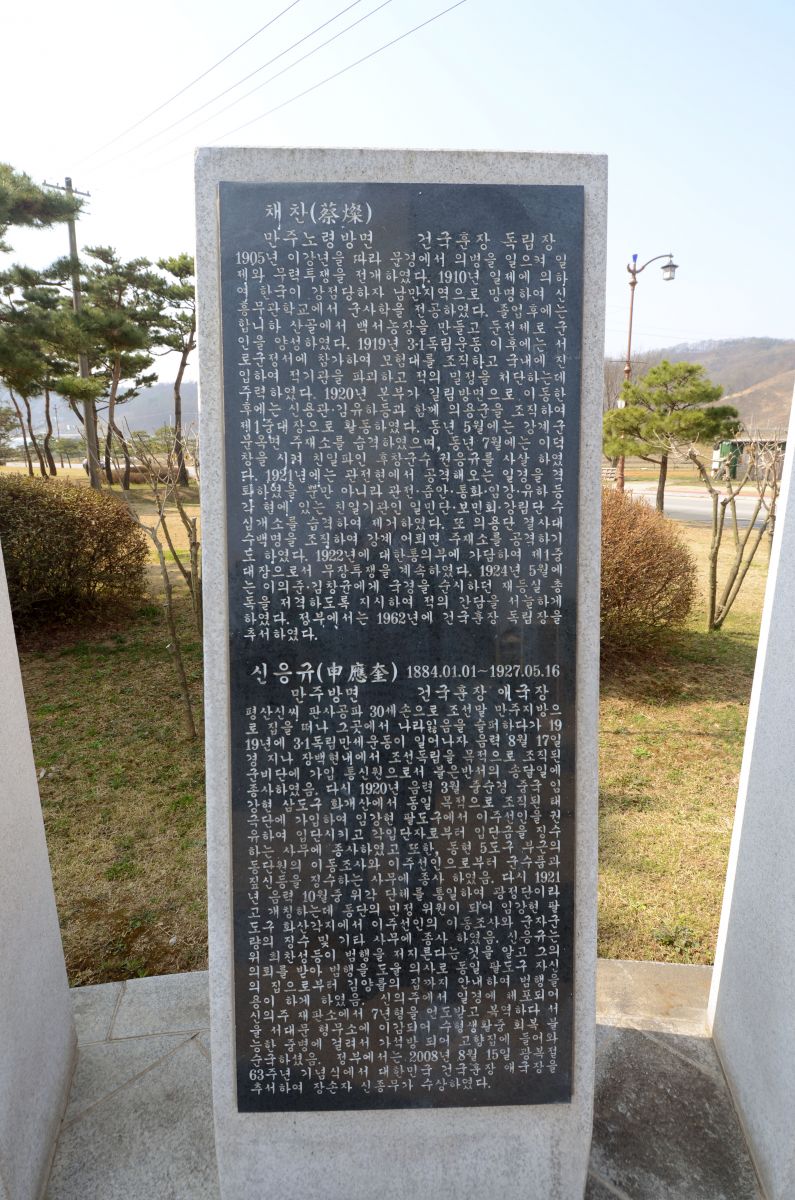 채찬(蔡燦)
만주노령방면 건국훈장 독립장
1905년 이강년을 따라 문경에서 의병을 일으켜 일
제와 무력투쟁을 전개하였다. 1910년 일제에 의하
여 한국이 강점당하자 남만지역으로 망명하여 신
흥무관학교에서 군사학을 전공하였다. 졸업후에는
합니하 산골에서 백서농장을 만들고 둔전제로 군
인을 양성하였다. 1919년 3·1독립운동 이후에는 서
로군정서에 참가하여 모험대를 조직하고 국내에 진
입하여 적기관을 파괴하고 적의 밀정을 처단하는데
주력하였다. 1920년 본부가 길림방면으로 이동한
후에는 신용관·김유하등과 함께 의용군을 조직하여
제1중대장으로 활동하였다. 동년 5월에는 강계군
분옥면 주재소를 습격하였으며, 동년 7월에는 이덕
창을 시켜 친일파인 후창군수 권응규를 사살 하였
다. 1921년에는 관전현에서 공격해오는 일경을 격
퇴하였을 뿐만 아니라 관전·즙안·통화·임강·유하등
각 현에 있는 친일기관인 일민단·보민회·강림단 수
십개소를 습격하여 제거하였다. 또 의용단 결사대
수백명을 조직하여 강계 어뢰면 주재소를 공격하기
도 하였다. 1922년에 대한통의부에 가담하여 제1중
대장으로서 무장투쟁을 계속하였다. 1924년 5월에
는 이의준·김창균에게 국경을 순시하던 재등실 총
독을 저격하도록 지시하여 적의 간담을 서늘하게
하였다. 정부에서는 1962년에 건국훈장 독립장을
추서하였다.
신응규(申應奎) 1884.01.01~1927.05.16
만주방면 건국훈장 애국장
평산신씨 판사공파 30세손으로 조선말 만주지방으
로 집을 떠나 그곳에서 나라잃음을 슬퍼하다가 19
19년에 3·1독립만세운동이 일어나자 음력 8월 17일
경 지나 장백현내에서 조선독립을 목적으로 조직된
군비단에 가입 통신원으로서 불은반서의 송달일에
종사하였음. 다시 1920년 음력 3월 중순경 중국 임
강현 삼도구 화개산에서 동일 목적으로 조직된 태
극단에 가입하여 임강현 팔도구에서 이주선인을 권
유하여 입단시키고 각입단자로부터 입단금을 징수
하는 사무에 종사하였고 또한, 동현 5도구 부근의
동단원의 이동조사와 이주선인으로부터 군수품과
짚신등을 징수하는 사무에 종사 하였음. 다시 1921
년 음력 10월중 위각 단체를 통일하여 광정단이라
고 개칭하는데 동단의 민정 위원이 되어 임강현 팔
도구 화산각지에서 이주선인의 이동조사와 군자군
량의 징수 및 기타 사무에 종사 하였음. 신응규는
위 최찬성등이 범행을 저지른다는 것을 알고 그의
의뢰를 받아 범행을 도울 의사로 동일 팔도구 자신
의 집으로부터 김양률의 집까지 안내하여 범행을
용이 하게 하였음. 신의주에서 일경에 체포되어
신의주 재판소에서 7년형을 언도받고 복역하다 서
울 서대문 형무소에 이감되어 수형생활중 회복 불
능한 중병에 걸려서 가석방 되어 고향집에 돌아와
순국하셨음. 정부에서는 2008년 8월 15일 광복절
63주년 기념식에서 대한민국 건국훈장 애국장을
추서하여 장손자 신종무가 수상하였다.